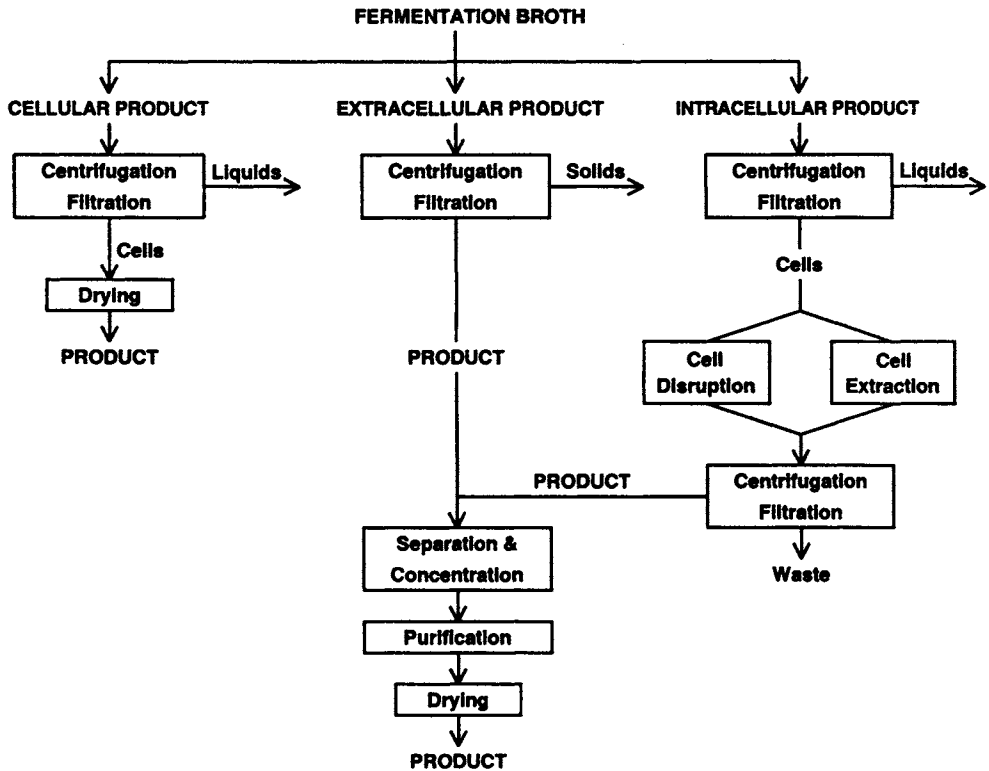 FERMENTATION BROTH
CELLULAR PRODUCT
EXTRACELLULAR PRODUCT
INTRACELLULAR PRODUCT
Centrifugation
Filtration
Liquids
Centrifugation
Filtration
Solids
Centrifugation
Filtration
Liquids
Cells
Drying
PRODUCT
Cells
PRODUCT
Cell
Disruption
Cell
Extraction
PRODUCT
Centrifugation
Filtration
Waste
Separation &
Concentration
Purification
Drying
PRODUCT